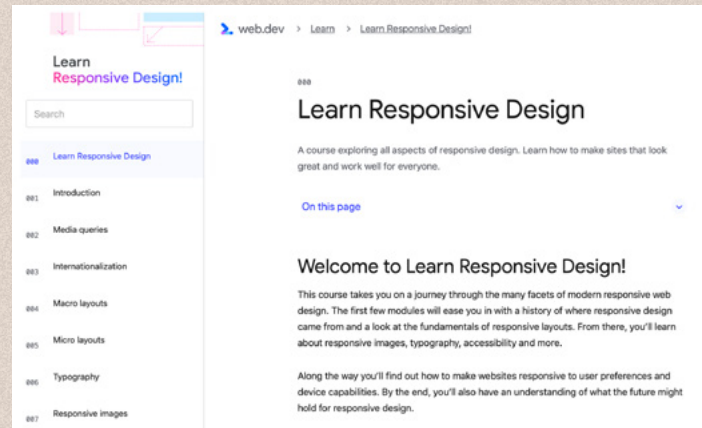 Learn
Responsive Design!
Search
000 Learn Responsive Design
001 Introduction
002 Media queries
003 Internationalization
004 Macro layouts
005 Micro layouts
006 Typography
007 Responsive images
web.dev > Learn > Learn Responsive Design!
000
Learn Responsive Design
A course exploring all aspects of responsive design. Learn how to make sites that look
great and work well for everyone.
On this page
Welcome to Learn Responsive Design!
This course takes you on a journey through the many facets of modern responsive web
design. The first few modules will ease you in with a history of where responsive design
came from and a look at the fundamentals of responsive layouts. From there, you'll learn
about responsive images, typography, accessibility and more.
Along the way you'll find out how to make websites responsive to user preferences and
device capabilities. By the end, you'll also have an understanding of what the future might
hold for responsive design.